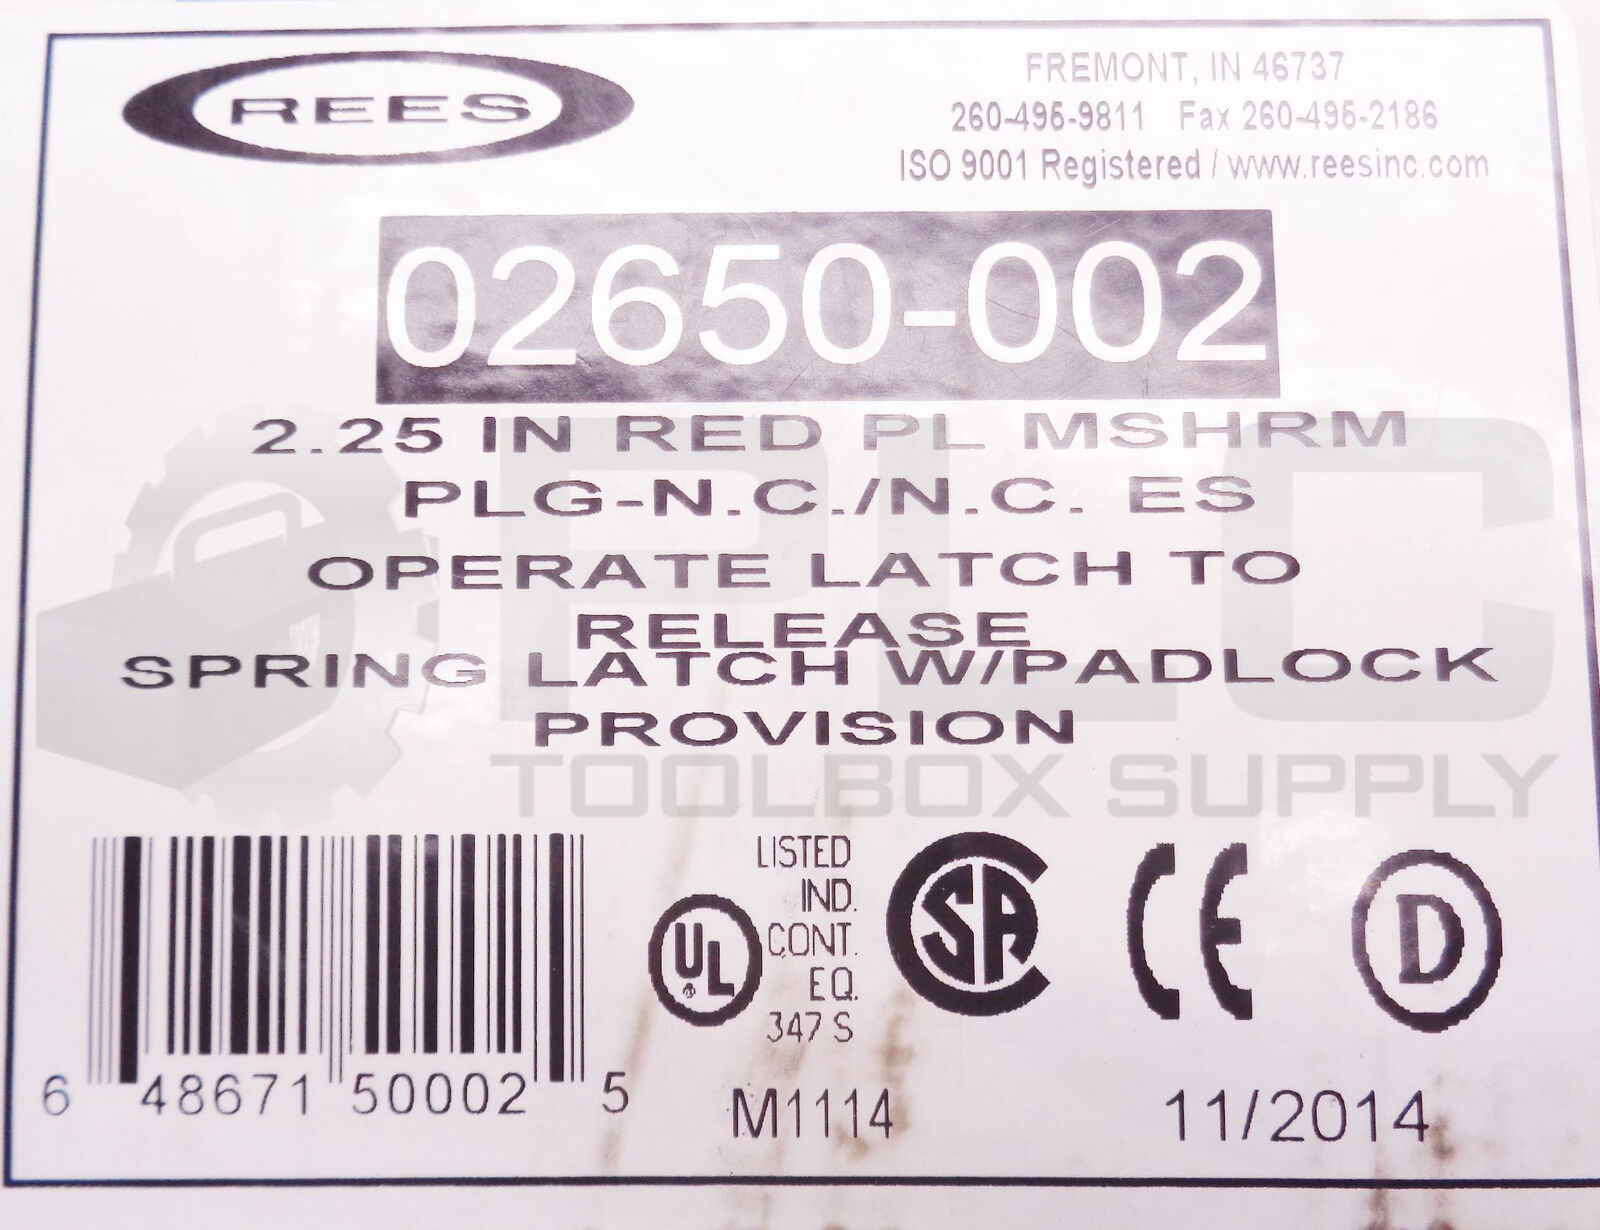 REES
FREMONT, IN 46737
260-495-9811 Fax 260-495-2186
ISO 9001 Registered / www.reesinc.com
02650-002
2.25 IN RED PL MSHRM
PLG-N.C./N.C. ES
OPERATE LATCH TO
RELEASE
SPRING LATCH W/PADLOCK
PROVISION
PLC
TOOLBOX SUPPLY
6 48671 50002 5
UL
LISTED
IND.
CONT.
EQ.
347 S
SA
CE
D
M1114
11/2014